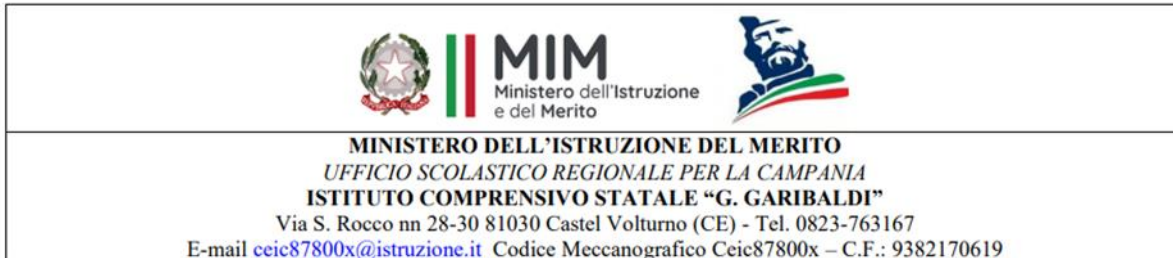 MIM
Ministero dell'Istruzione
e del Merito
MINISTERO DELL’ISTRUZIONE DEL MERITO
UFFICIO SCOLASTICO REGIONALE PER LA CAMPANIA
ISTITUTO COMPRENSIVO STATALE “G. GARIBALDI”
Via S. Rocco nn 28-30 81030 Castel Volturno (CE) - Tel. 0823-763167
E-mail ceic87800x@istruzione.it Codice Meccanografico Ceic87800x – C.F.: 9382170619